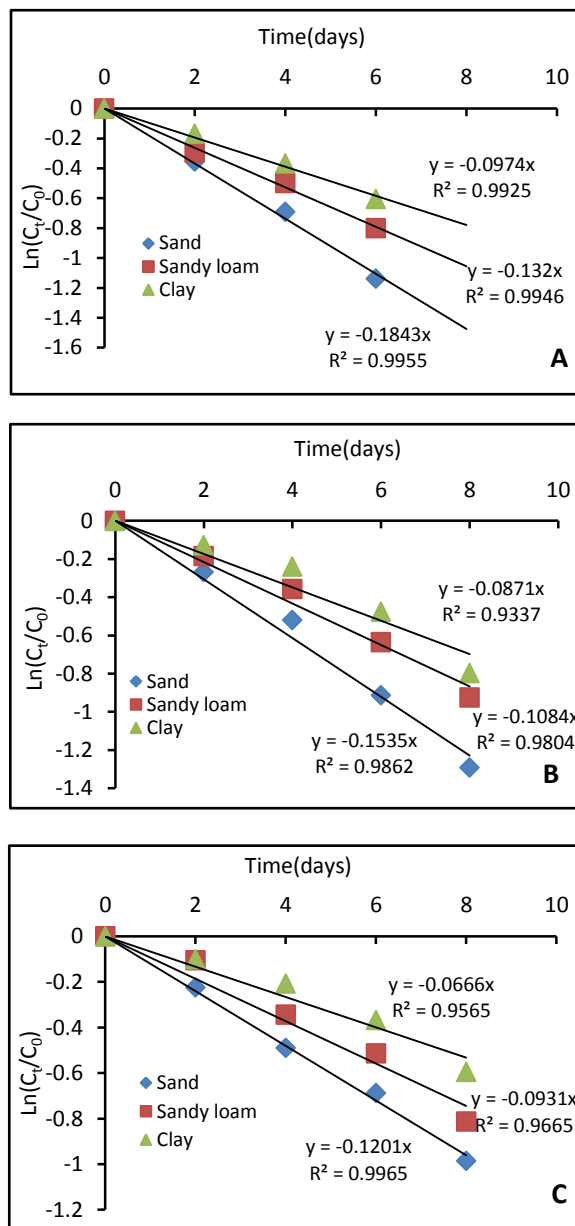 Time(days)
0 2 4 6 8 10
0
-0.2
-0.4
-0.6
-0.8
-1
-1.2
-1.4
-1.6
Ln(Cₜ/C₀)
Sand
Sandy loam
Clay
y = -0.0974x
R² = 0.9925
y = -0.132x
R² = 0.9946
y = -0.1843x
R² = 0.9955
A
Time(days)
0 2 4 6 8 10
0
-0.2
-0.4
-0.6
-0.8
-1
-1.2
-1.4
Ln(Cₜ/C₀)
Sand
Sandy loam
Clay
y = -0.0871x
R² = 0.9337
y = -0.1084x
R² = 0.9804
y = -0.1535x
R² = 0.9862
B
Time(days)
0 2 4 6 8 10
0
-0.2
-0.4
-0.6
-0.8
-1
-1.2
Ln(Cₜ/C₀)
Sand
Sandy loam
Clay
y = -0.0666x
R² = 0.9565
y = -0.0931x
R² = 0.9665
y = -0.1201x
R² = 0.9965
C